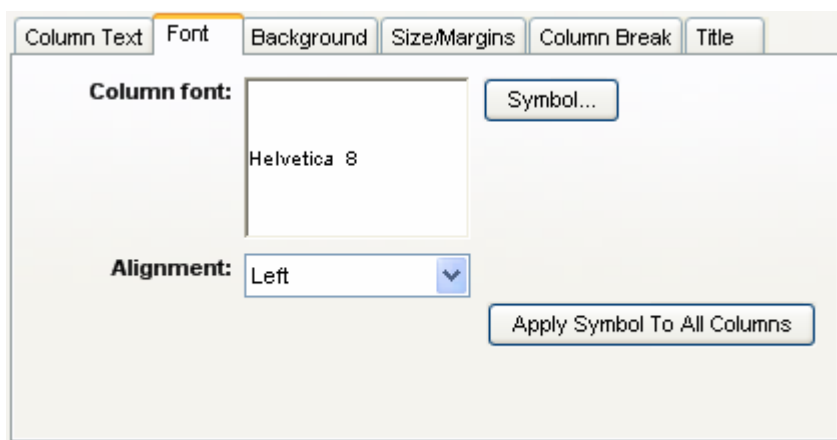 Column Text Font Background Size/Margins Column Break Title
Column font: Symbol...
Helvetica 8
Alignment: Left
Apply Symbol To All Columns